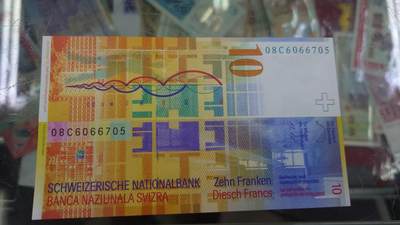 10
08C6066705
08C6066705
SCHWEIZERISCHE NATIONALBANK
BANCA NAZIUNALA SVIZRA
Zehn Franken
Diesch Francs
10